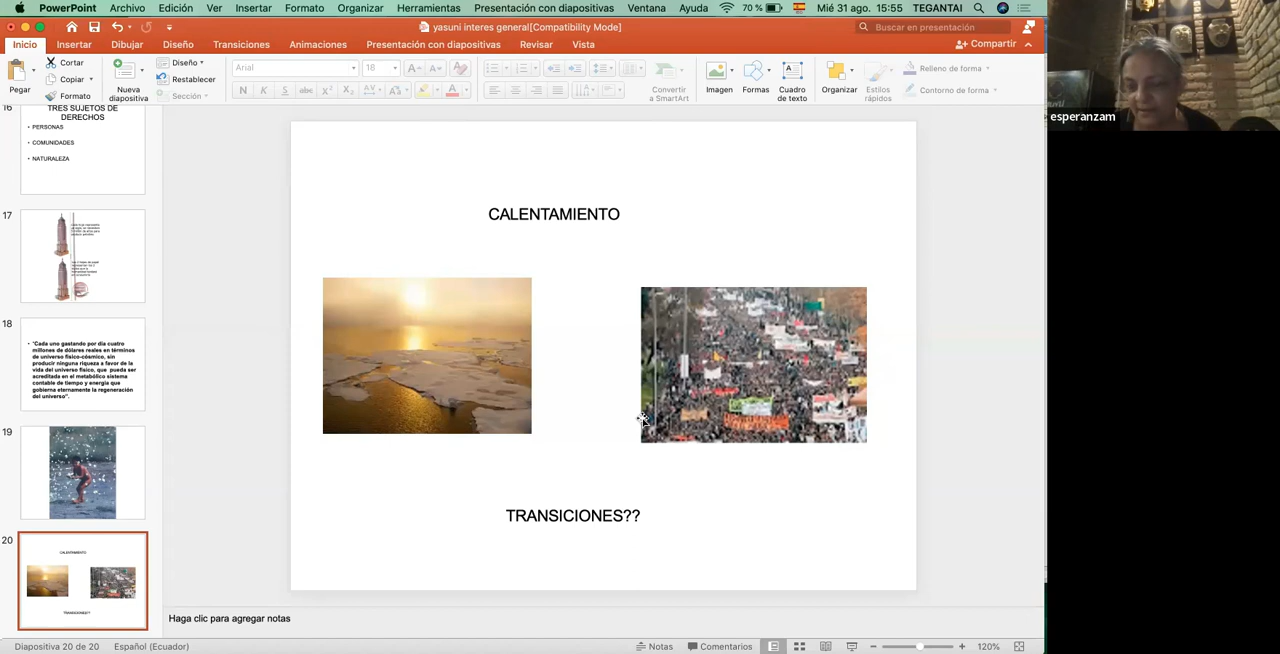 PowerPoint Archivo Edición Ver Insertar Formato Organizar Herramientas Presentación con diapositivas Ventana Ayuda 70 % Mié 31 ago. 15:55 TEGANTAI
yasuni interes general[Compatibility Mode]
Buscar en presentación
Inicio Insertar Dibujar Diseño Transiciones Animaciones Presentación con diapositivas Revisar Vista
Compartir
Pegar
Cortar
Copiar
Formato
Nueva diapositiva
Diseño
Restablecer
Sección
Arial 18
N K S abc X² X₂ AV Aa A
Convertir a SmartArt
Imagen
Formas
Cuadro de texto
Organizar
Estilos rápidos
Relleno de forma
Contorno de forma
esperanzam
16
TRES SUJETOS DE
DERECHOS
• PERSONAS
• COMUNIDADES
• NATURALEZA
17
18
• "Cada uno gastando por día cuatro
millones de dólares reales en términos
de universo físico-cósmico, sin
producir ninguna riqueza a favor de la
vida del universo físico, que pueda ser
acreditada en el metabólico sistema
contable de tiempo y energía que
gobierna eternamente la regeneración
del universo".
19
20
CALENTAMIENTO
TRANSICIONES??
CALENTAMIENTO
TRANSICIONES??
Haga clic para agregar notas
Diapositiva 20 de 20 Español (Ecuador) Notas Comentarios 120%